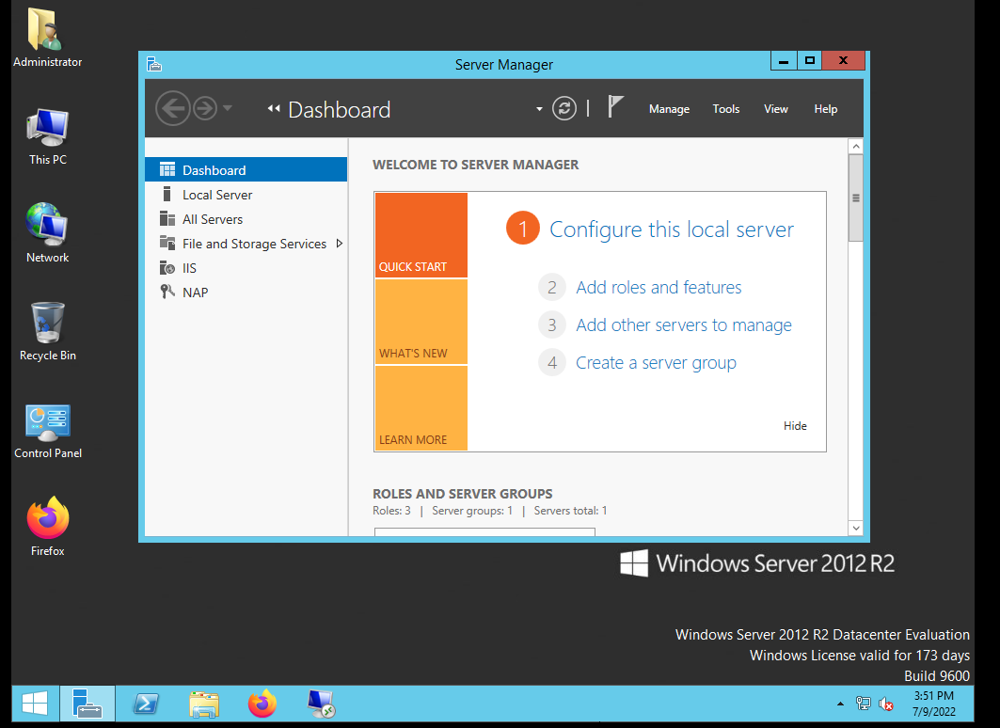 Administrator
This PC
Network
Recycle Bin
Control Panel
Firefox
Server Manager
Dashboard
Manage
Tools
View
Help
Dashboard
Local Server
All Servers
File and Storage Services
IIS
NAP
WELCOME TO SERVER MANAGER
QUICK START
WHAT'S NEW
LEARN MORE
1 Configure this local server
2 Add roles and features
3 Add other servers to manage
4 Create a server group
Hide
ROLES AND SERVER GROUPS
Roles: 3 | Server groups: 1 | Servers total: 1
Windows Server 2012 R2
Windows Server 2012 R2 Datacenter Evaluation
Windows License valid for 173 days
Build 9600
3:51 PM
7/9/2022